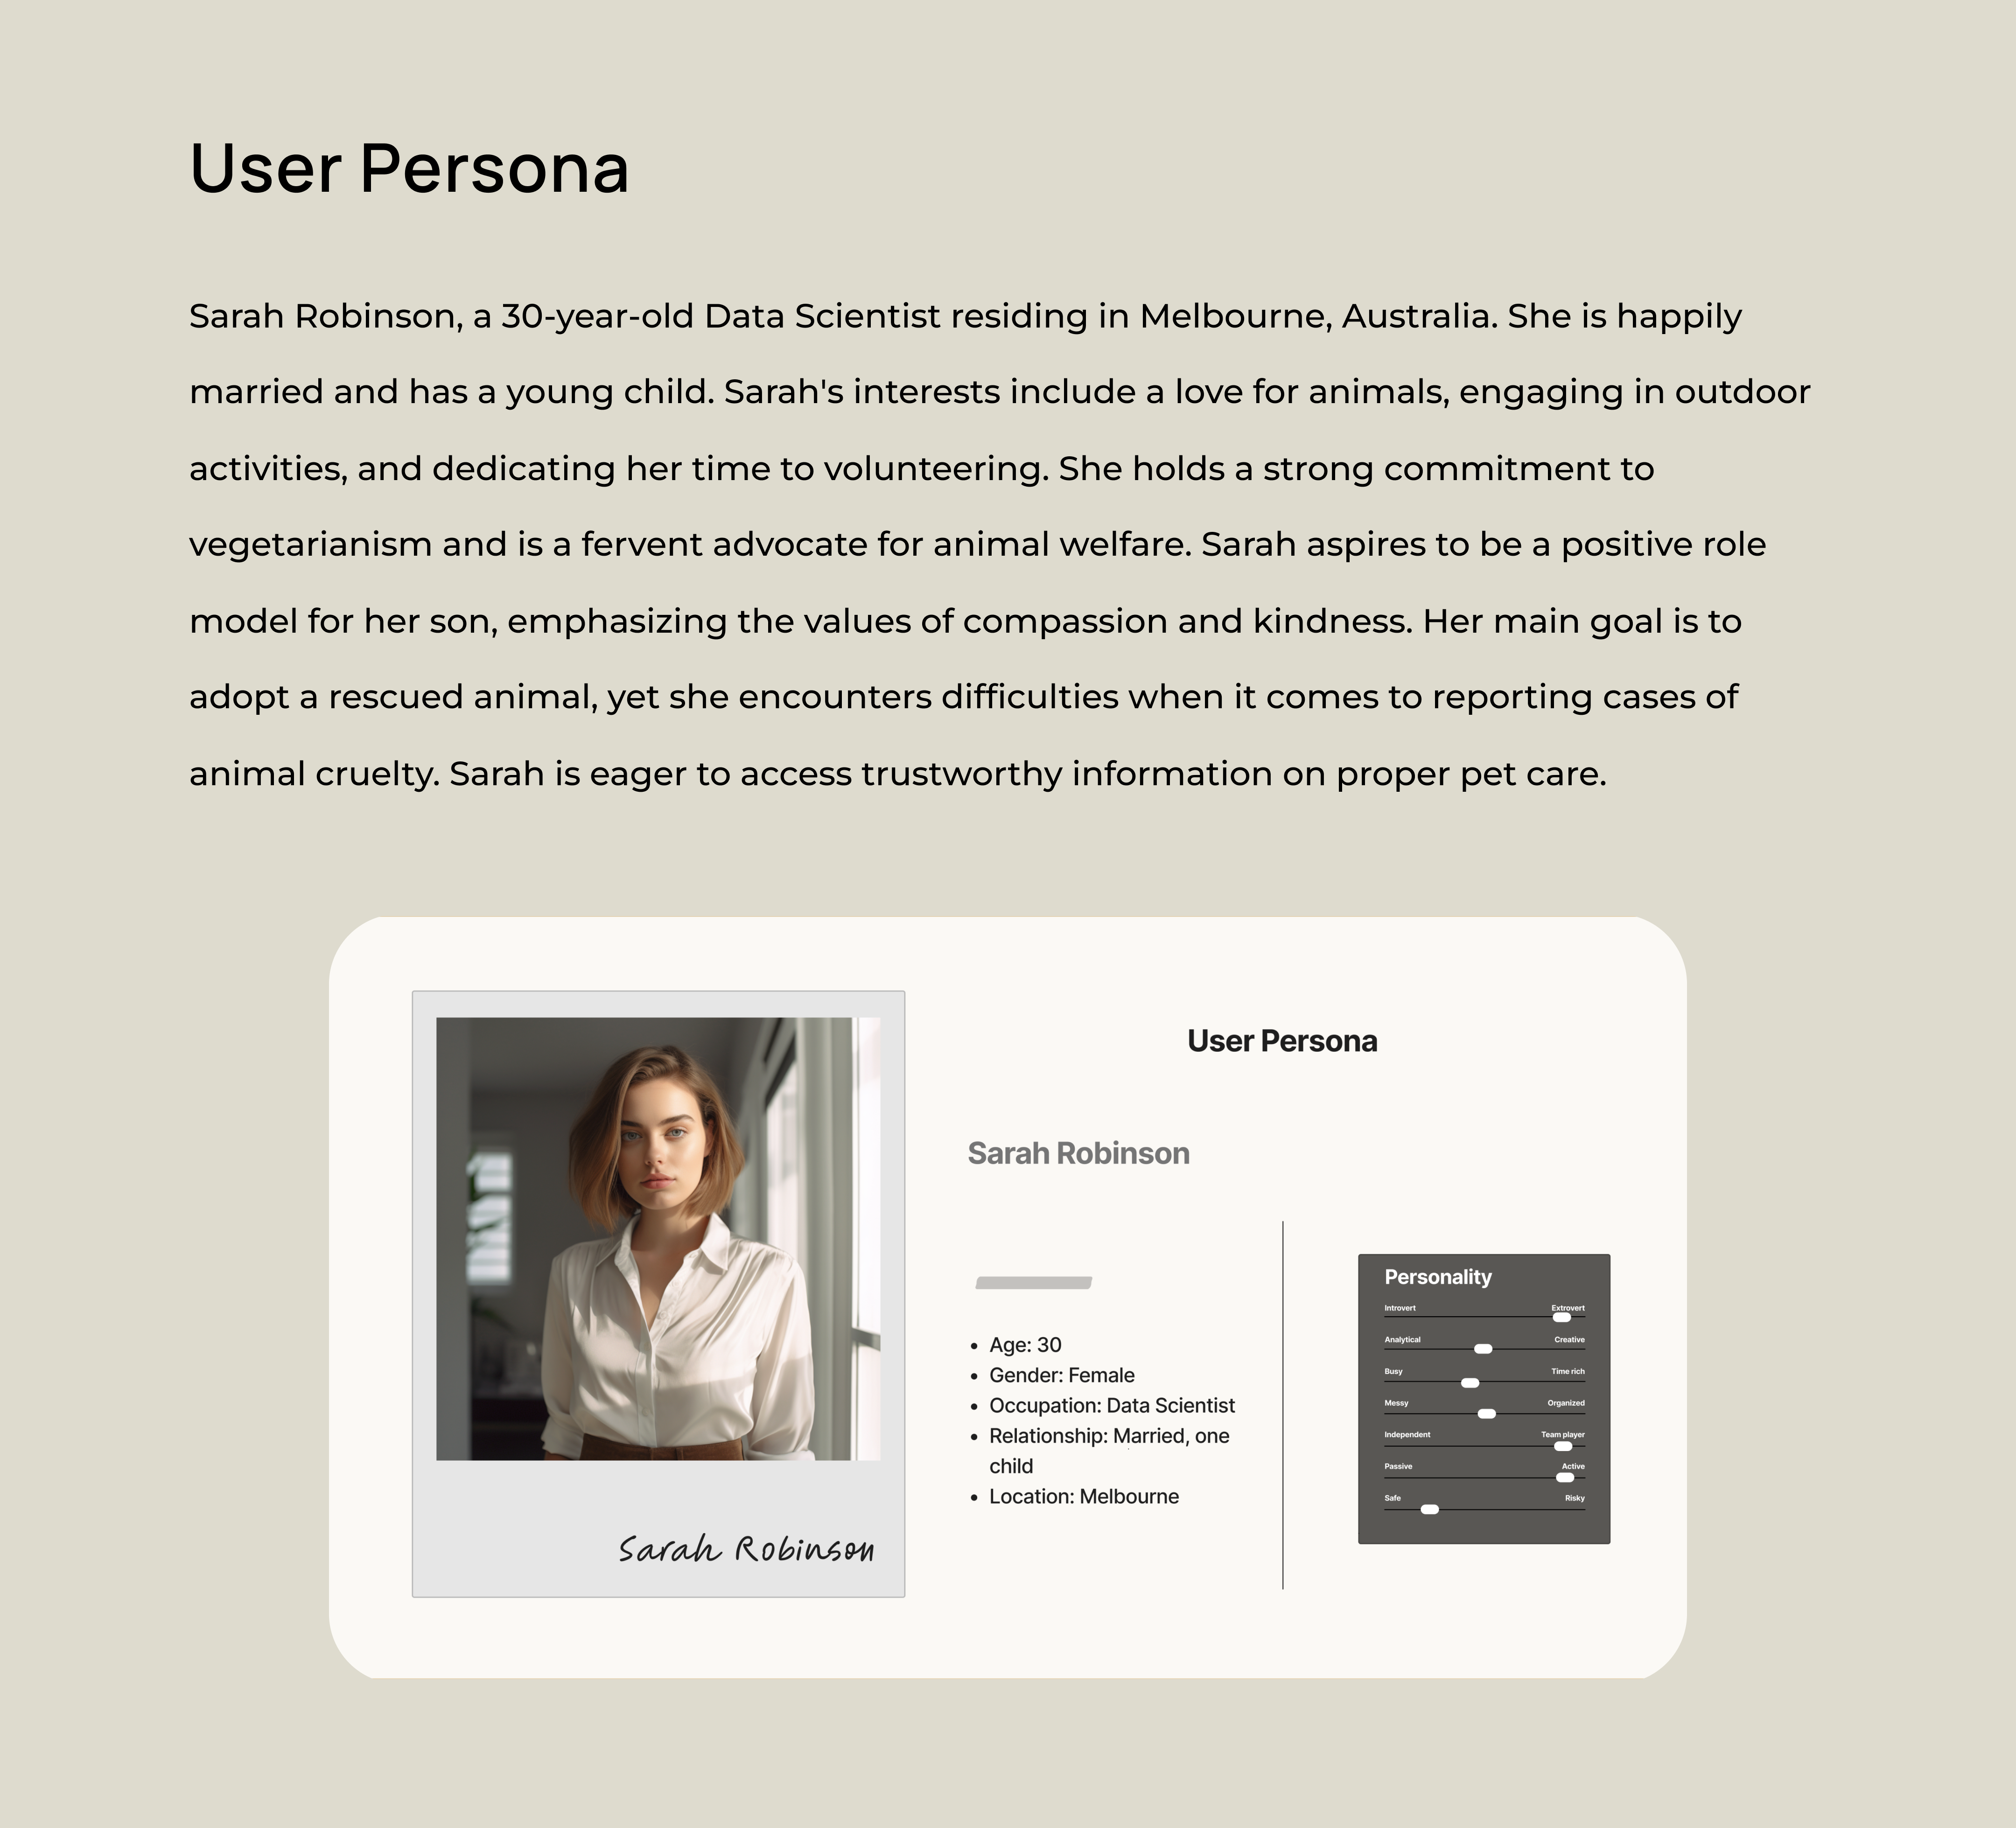 User Persona
Sarah Robinson, a 30-year-old Data Scientist residing in Melbourne, Australia. She is happily
married and has a young child. Sarah's interests include a love for animals, engaging in outdoor
activities, and dedicating her time to volunteering. She holds a strong commitment to
vegetarianism and is a fervent advocate for animal welfare. Sarah aspires to be a positive role
model for her son, emphasizing the values of compassion and kindness. Her main goal is to
adopt a rescued animal, yet she encounters difficulties when it comes to reporting cases of
animal cruelty. Sarah is eager to access trustworthy information on proper pet care.
Sarah Robinson
User Persona
Sarah Robinson
• Age: 30
• Gender: Female
• Occupation: Data Scientist
• Relationship: Married, one
child
• Location: Melbourne
Personality
Introvert Extrovert
Analytical Creative
Busy Time rich
Messy Organized
Independent Team player
Passive Active
Safe Risky